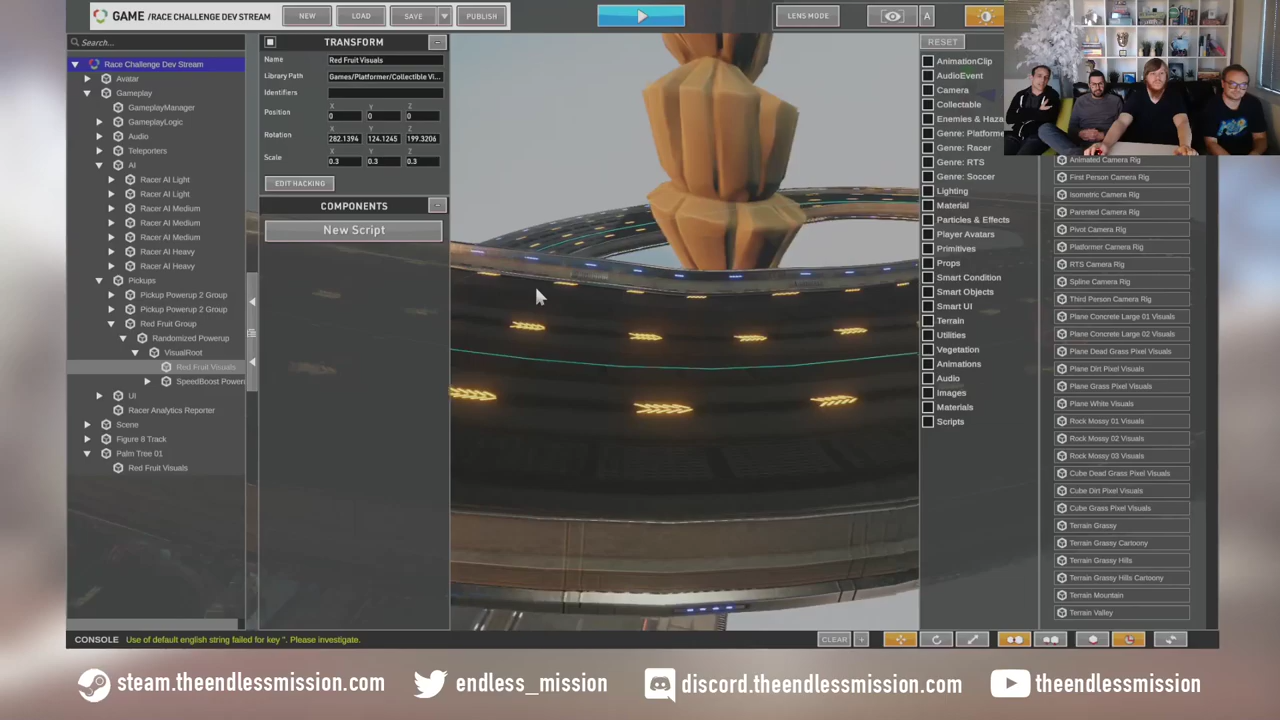 GAME /RACE CHALLENGE DEV STREAM
NEW
LOAD
SAVE
PUBLISH
LENS MODE
A
Search...
Race Challenge Dev Stream
Avatar
Gameplay
GameplayManager
GameplayLogic
Audio
Teleporters
AI
Racer AI Light
Racer AI Light
Racer AI Medium
Racer AI Medium
Racer AI Medium
Racer AI Heavy
Racer AI Heavy
Pickups
Pickup Powerup 2 Group
Pickup Powerup 2 Group
Red Fruit Group
Randomized Powerup
VisualRoot
Red Fruit Visuals
SpeedBoost Power
UI
Racer Analytics Reporter
Scene
Figure 8 Track
Palm Tree 01
Red Fruit Visuals
TRANSFORM
Name Red Fruit Visuals
Library Path Games/Platformer/Collectible Vi...
Identifiers
X Y Z
Position 0 0 0
X Y Z
Rotation 282.1394 124.1245 199.3206
X Y Z
Scale 0.3 0.3 0.3
EDIT HACKING
COMPONENTS
New Script
RESET
AnimationClip
AudioEvent
Camera
Collectable
Enemies & Haza
Genre: Platforme
Genre: Racer
Genre: RTS
Genre: Soccer
Lighting
Material
Particles & Effects
Player Avatars
Primitives
Props
Smart Condition
Smart Objects
Smart UI
Terrain
Utilities
Vegetation
Animations
Audio
Images
Materials
Scripts
Animated Camera Rig
First Person Camera Rig
Isometric Camera Rig
Parented Camera Rig
Pivot Camera Rig
Platformer Camera Rig
RTS Camera Rig
Spline Camera Rig
Third Person Camera Rig
Plane Concrete Large 01 Visuals
Plane Concrete Large 02 Visuals
Plane Dead Grass Pixel Visuals
Plane Dirt Pixel Visuals
Plane Grass Pixel Visuals
Plane White Visuals
Rock Mossy 01 Visuals
Rock Mossy 02 Visuals
Rock Mossy 03 Visuals
Cube Dead Grass Pixel Visuals
Cube Dirt Pixel Visuals
Cube Grass Pixel Visuals
Terrain Grassy
Terrain Grassy Cartoony
Terrain Grassy Hills
Terrain Grassy Hills Cartoony
Terrain Mountain
Terrain Valley
CONSOLE Use of default english string failed for key ''. Please investigate.
CLEAR +
steam.theendlessmission.com
endless_mission
discord.theendlessmission.com
theendlessmission